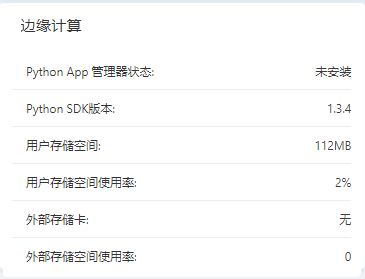 边缘计算
Python App 管理器状态: 未安装
Python SDK版本: 1.3.4
用户存储空间: 112MB
用户存储空间使用率: 2%
外部存储卡: 无
外部存储空间使用率: 0